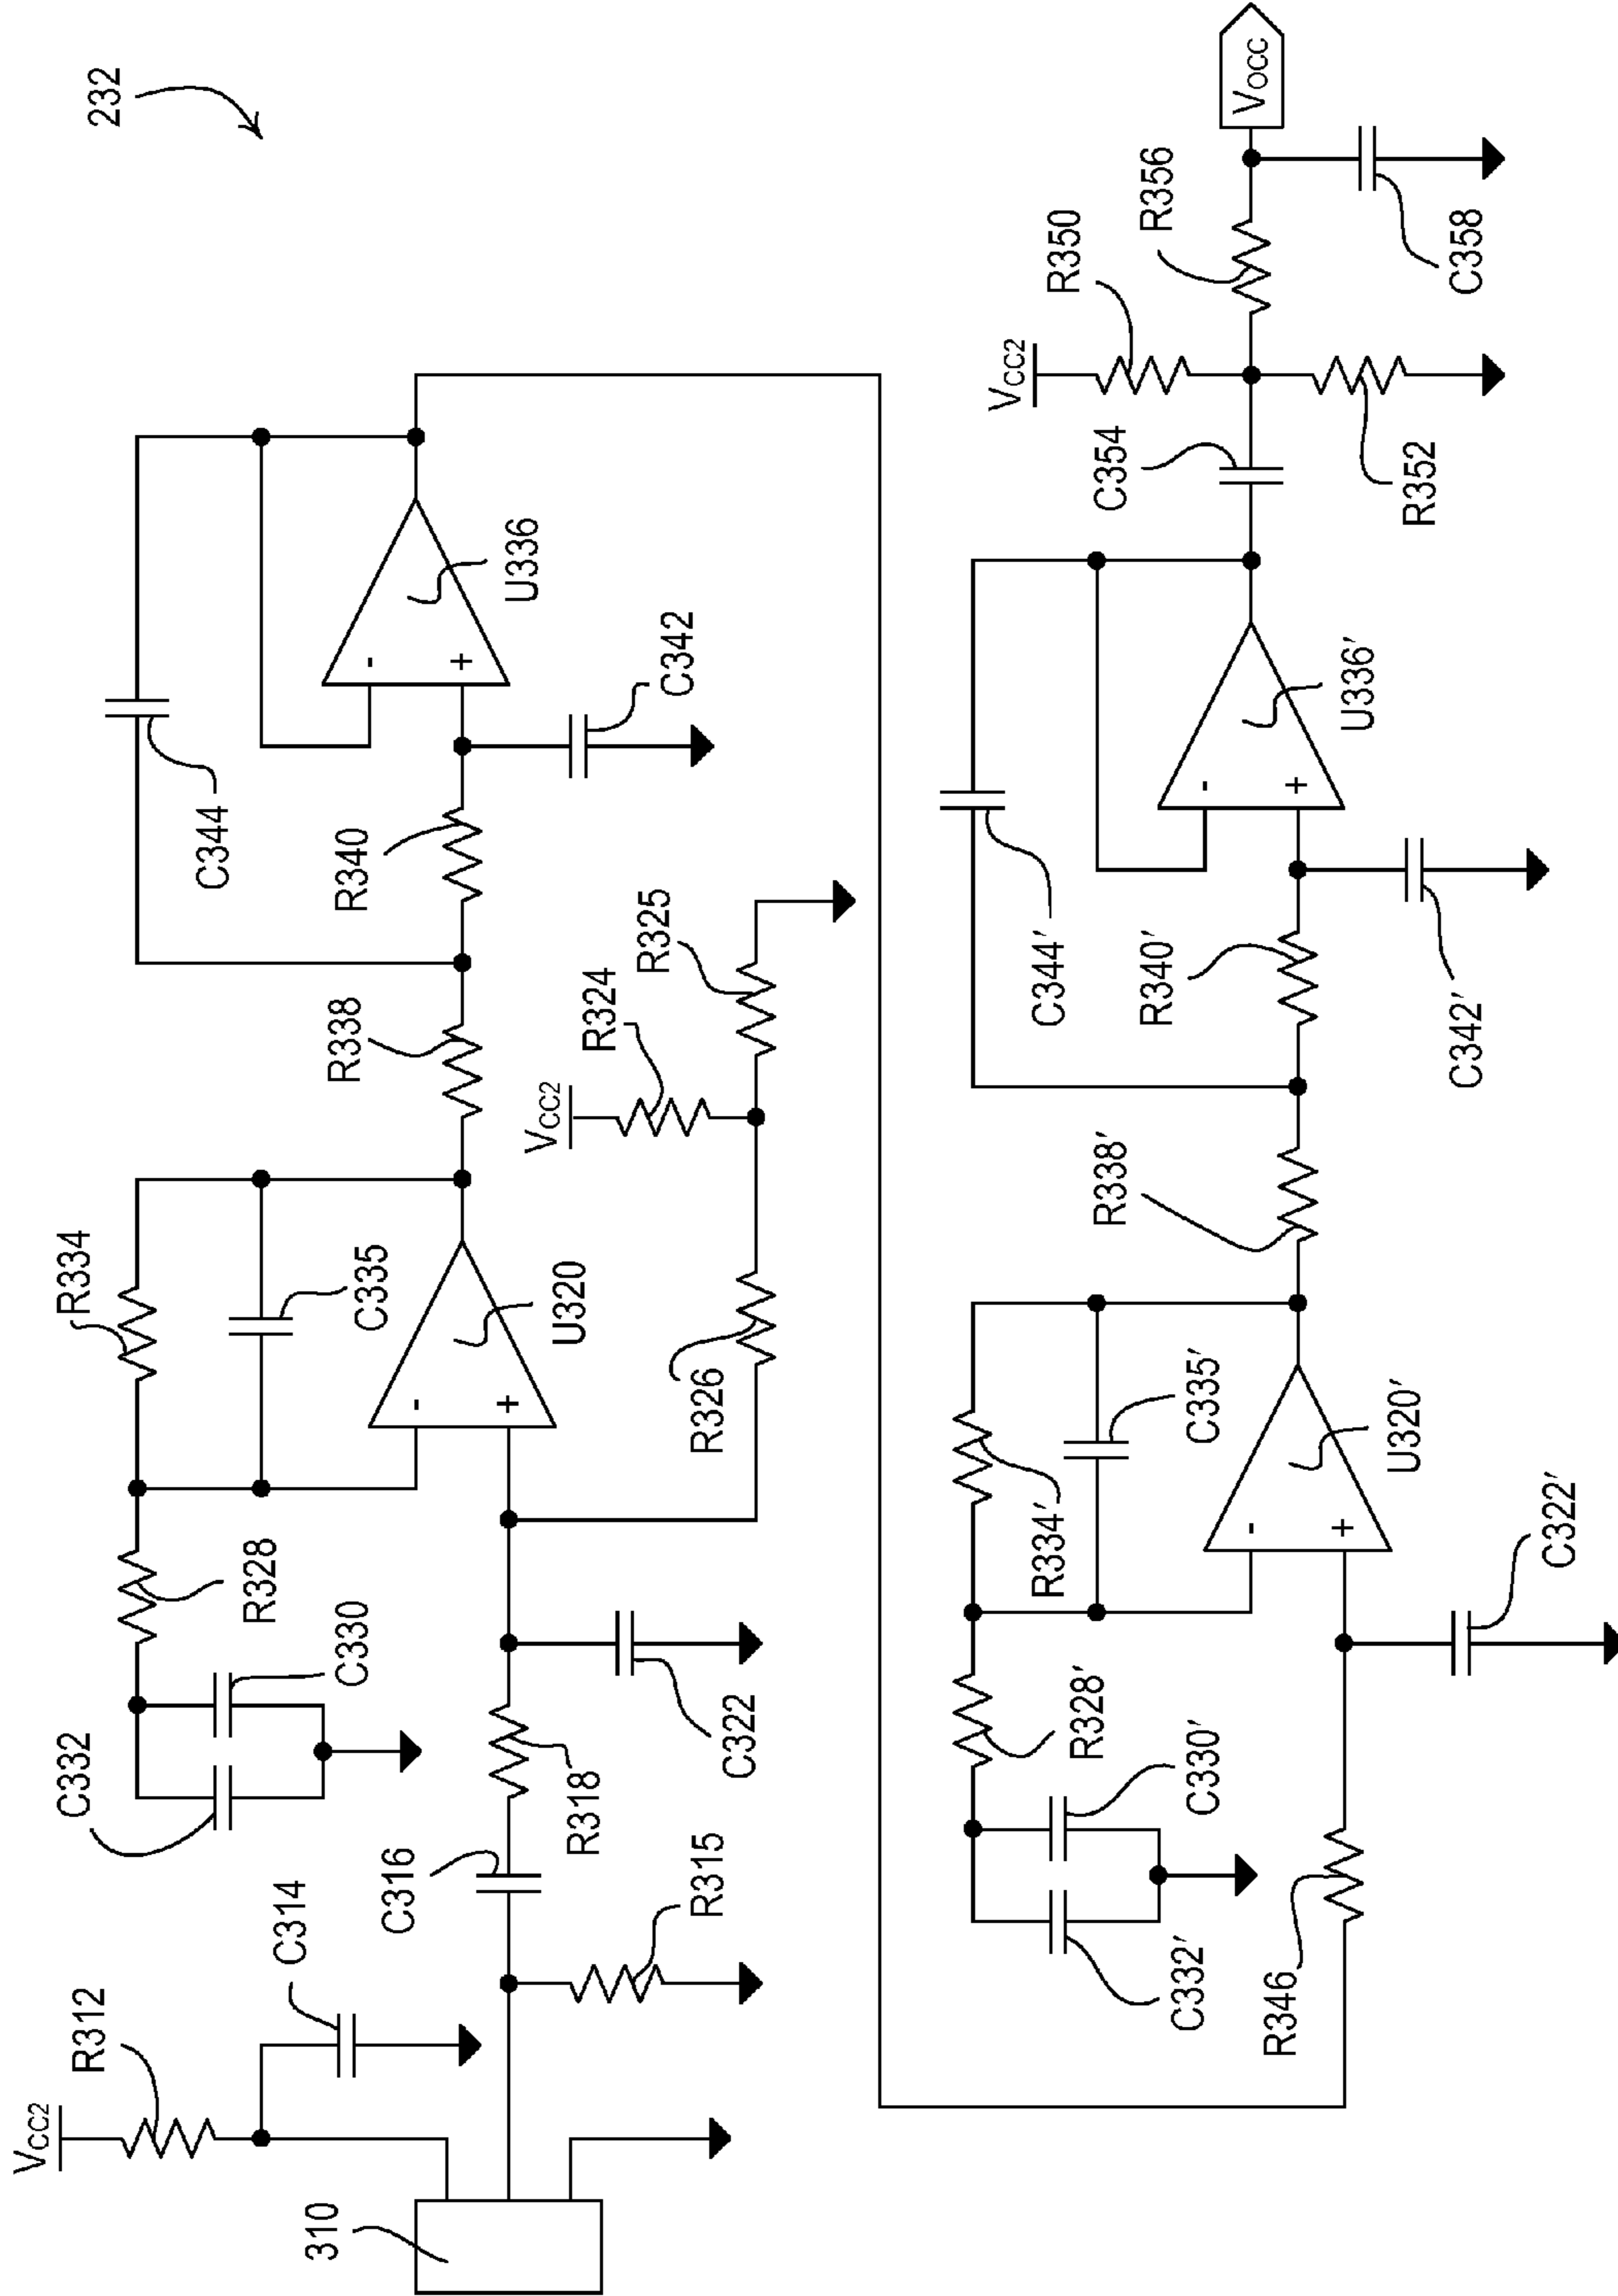 232
C344
R334
C335
R328
C332
C330
R338
R340
U336
C342
U320
VCC2
R324
R325
R326
VCC2
R312
C314
C316
R318
C322
R315
310
-
+
-
+
C344'
C354
VCC2
R350
R356
VOCC
R334'
C335'
R328'
C332'
C330'
R338'
R340'
U336'
C342'
R352
C358
U320'
C322'
R346
-
+
-
+